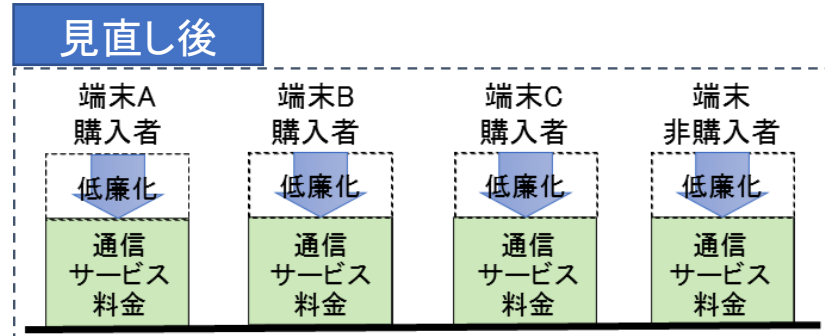 見直し後
端末A
購入者
端末B
購入者
端末C
購入者
端末
非購入者
低廉化
低廉化
低廉化
低廉化
通信
サービス
料金
通信
サービス
料金
通信
サービス
料金
通信
サービス
料金